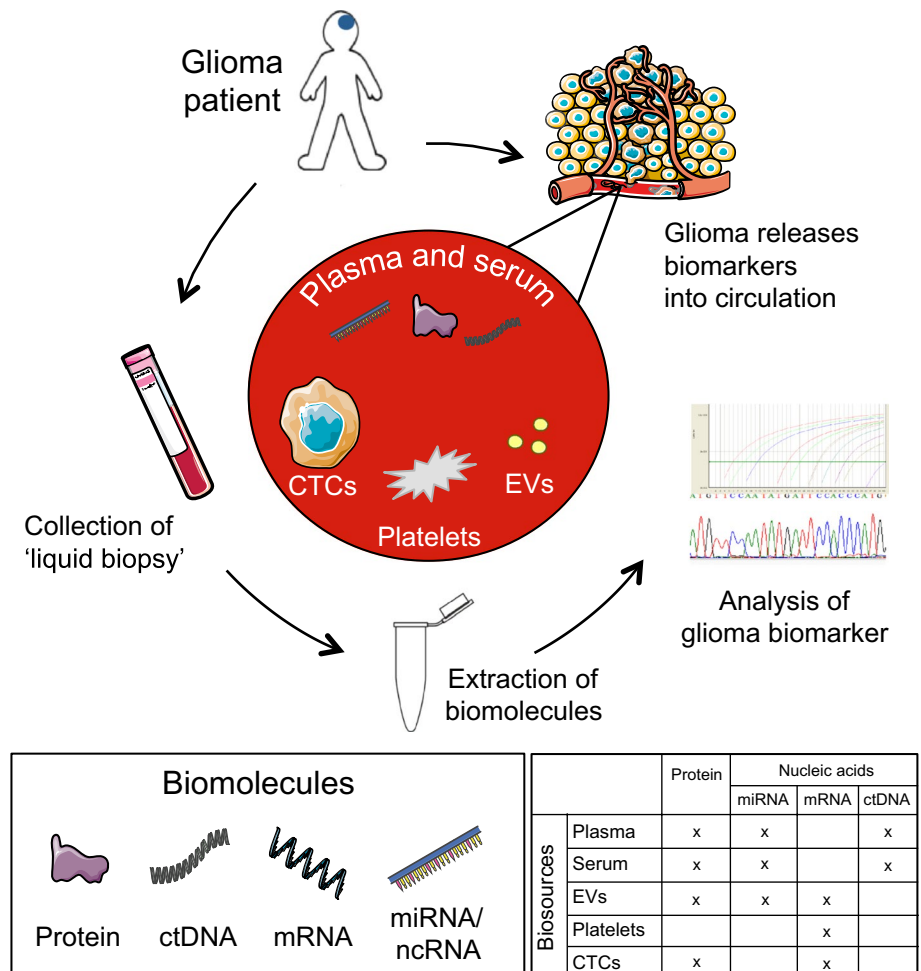 Glioma
patient
Glioma releases
biomarkers
into circulation
Plasma and serum
CTCs
EVs
Platelets
Collection of
‘liquid biopsy’
Extraction of
biomolecules
Analysis of
glioma biomarker
Biomolecules
Protein
ctDNA
mRNA
miRNA/
ncRNA
Protein Nucleic acids
miRNA mRNA ctDNA
Biosources
Plasma x x x
Serum x x x
EVs x x x
Platelets x
CTCs x x